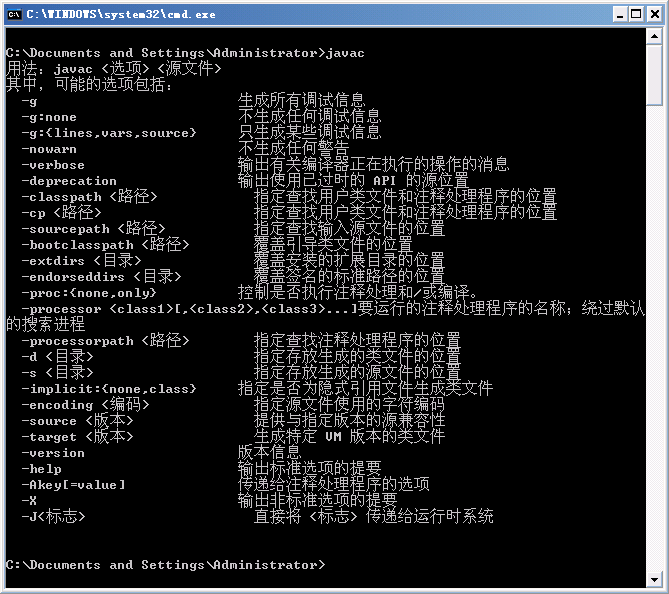 C:\WINDOWS\system32\cmd.exe
C:\Documents and Settings\Administrator>javac
用法：javac <选项> <源文件>
其中，可能的选项包括：
-g 生成所有调试信息
-g:none 不生成任何调试信息
-g:{lines,vars,source} 只生成某些调试信息
-nowarn 不生成任何警告
-verbose 输出有关编译器正在执行的操作的消息
-deprecation 输出使用已过时的 API 的源位置
-classpath <路径> 指定查找用户类文件和注释处理程序的位置
-cp <路径> 指定查找用户类文件和注释处理程序的位置
-sourcepath <路径> 指定查找输入源文件的位置
-bootclasspath <路径> 覆盖引导类文件的位置
-extdirs <目录> 覆盖安装的扩展目录的位置
-endorseddirs <目录> 覆盖签名的标准路径的位置
-proc:{none,only} 控制是否执行注释处理和/或编译。
-processor <class1>[,<class2>,<class3>...]要运行的注释处理程序的名称；绕过默认
的搜索进程
-processorpath <路径> 指定查找注释处理程序的位置
-d <目录> 指定存放生成的类文件的位置
-s <目录> 指定存放生成的源文件的位置
-implicit:{none,class} 指定是否为隐式引用文件生成类文件
-encoding <编码> 指定源文件使用的字符编码
-source <版本> 提供与指定版本的源兼容性
-target <版本> 生成特定 VM 版本的类文件
-version 版本信息
-help 输出标准选项的提要
-Akey[=value] 传递给注释处理程序的选项
-X 输出非标准选项的提要
-J<标志> 直接将 <标志> 传递给运行时系统
C:\Documents and Settings\Administrator>